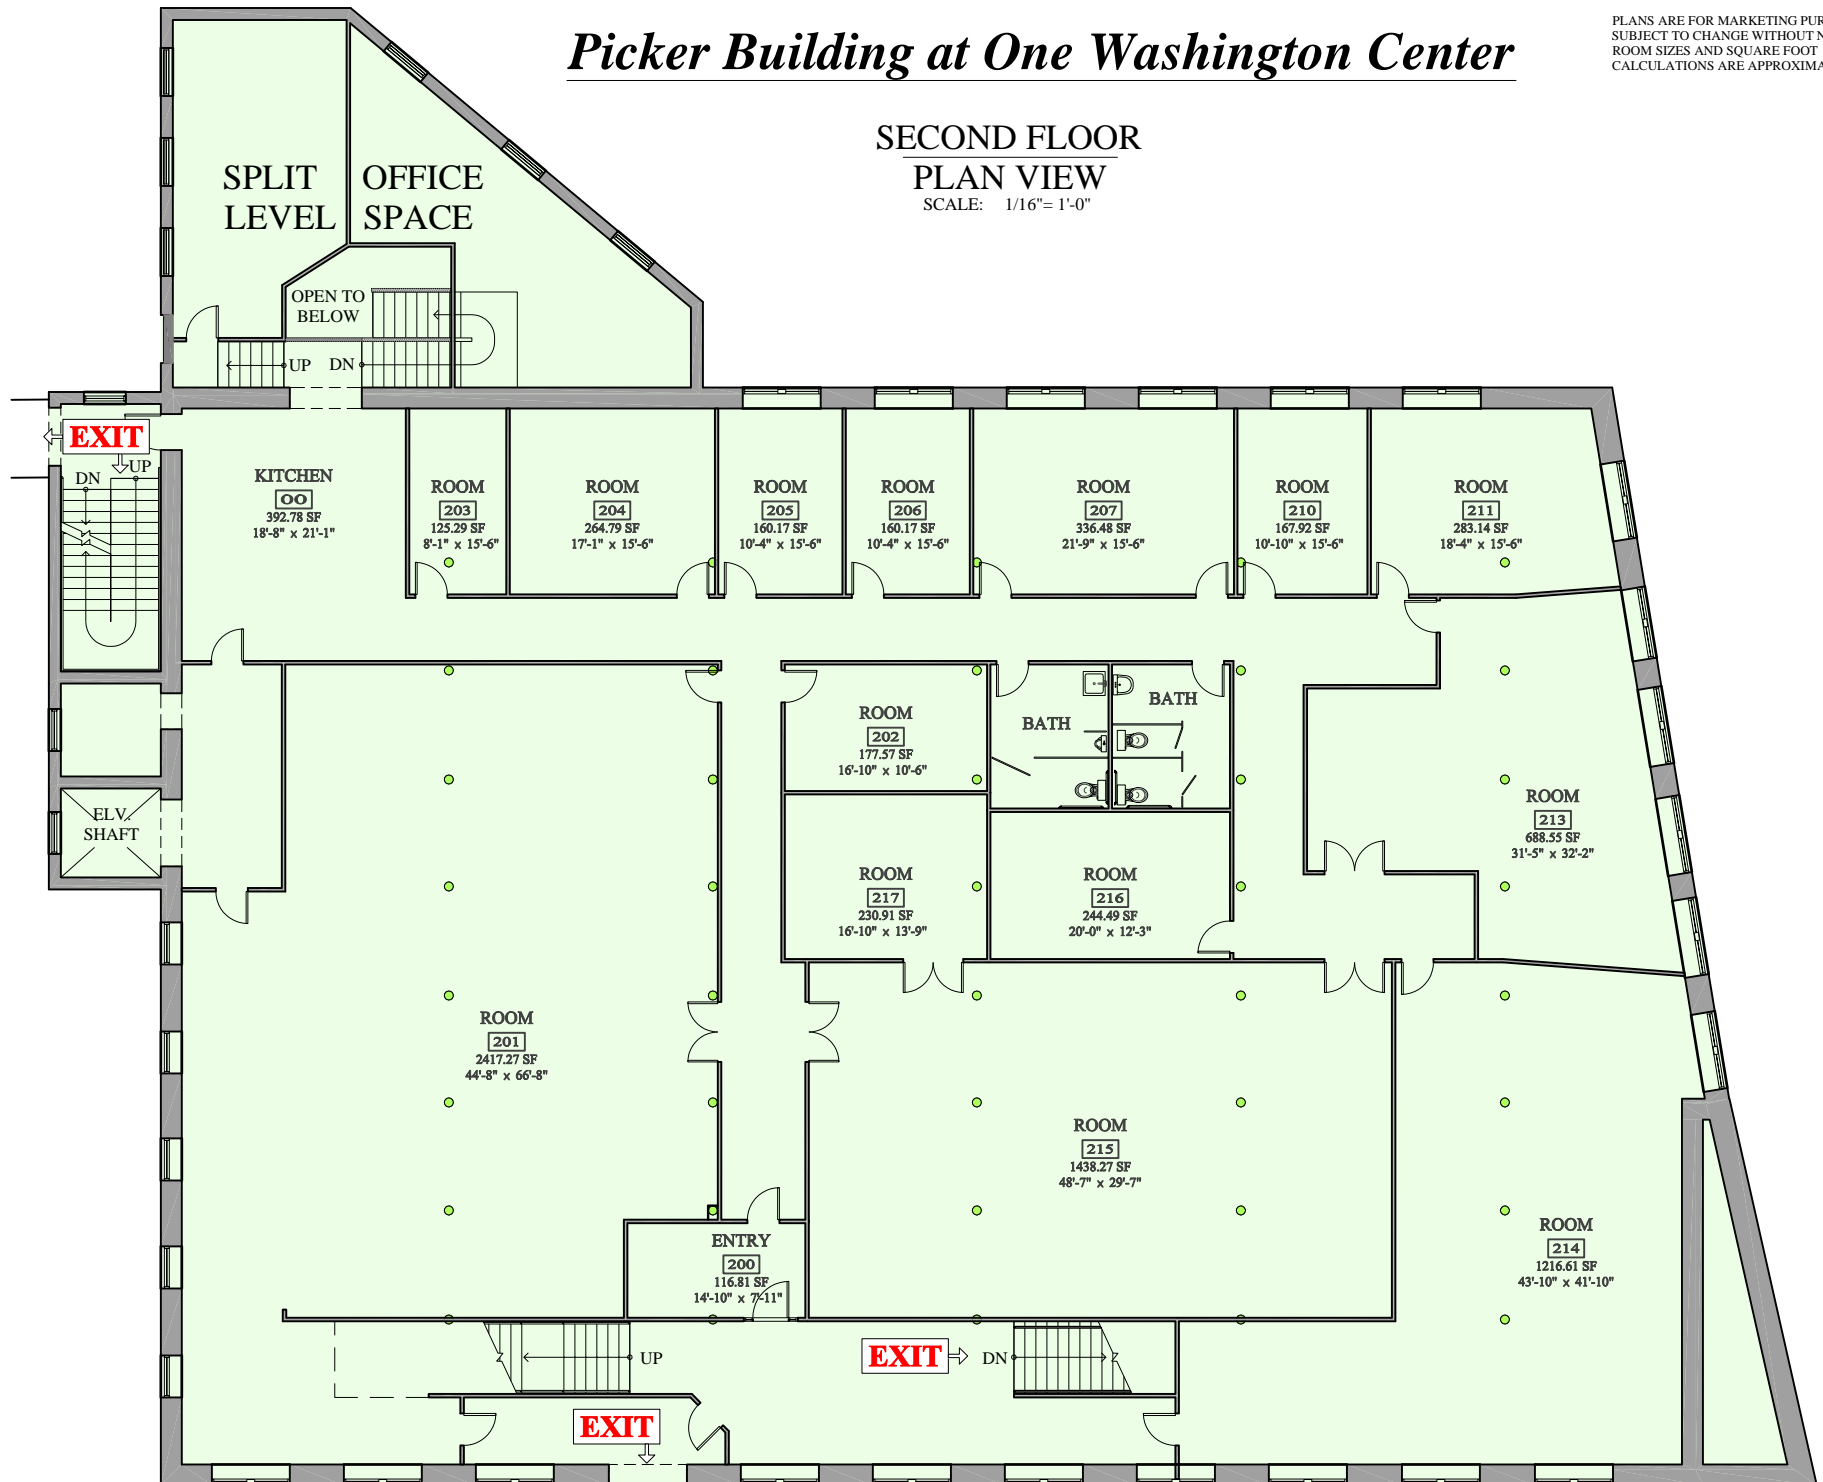 Picker Building at One Washington Center
PLANS ARE FOR MARKETING
SUBJECT TO CHANGE WITHOUT
ROOM SIZES AND SQUARE FOOT
CALCULATIONS ARE
SECOND FLOOR
PLAN VIEW
SCALE: 1/16"= 1'-0"
SPLIT
LEVEL
OFFICE
SPACE
OPEN TO
BELOW
UP
DN
EXIT
DN
UP
KITCHEN
OO
392.78 SF
18'-8" x 21'-1"
ROOM
203
125.29 SF
8'-1" x 15'-6"
ROOM
204
264.79 SF
17'-1" x 15'-6"
ROOM
205
160.17 SF
10'-4" x 15'-6"
ROOM
206
160.17 SF
10'-4" x 15'-6"
ROOM
207
336.48 SF
21'-9" x 15'-6"
ROOM
210
167.92 SF
10'-10" x 15'-6"
ROOM
211
283.14 SF
18'-4" x 15'-6"
ROOM
202
177.57 SF
16'-10" x 10'-6"
BATH
BATH
ELV.
SHAFT
ROOM
213
688.55 SF
31'-5" x 32'-2"
ROOM
217
230.91 SF
16'-10" x 13'-9"
ROOM
216
244.49 SF
20'-0" x 12'-3"
ROOM
201
2417.27 SF
44'-8" x 66'-8"
ROOM
215
1438.27 SF
48'-7" x 29'-7"
ROOM
214
1216.61 SF
43'-10" x 41'-10"
ENTRY
200
116.81 SF
14'-10" x 7'-11"
UP
EXIT
DN
EXIT